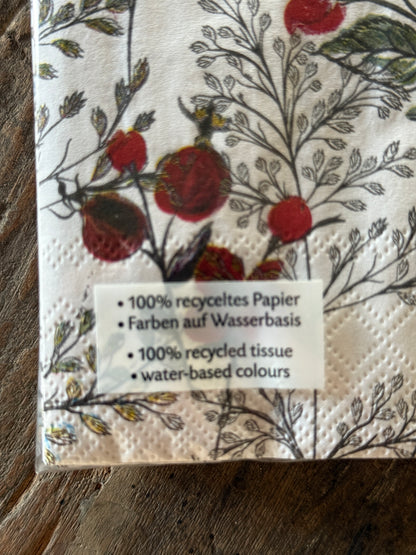 • 100% recyceltes Papier
• Farben auf Wasserbasis
• 100% recycled tissue
• water-based colours